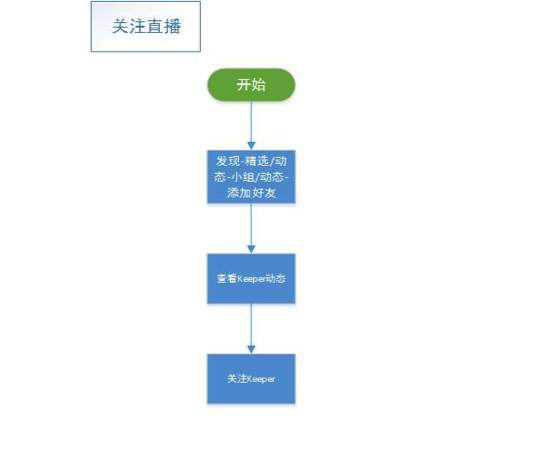 关注直播
开始
发现-精选/动
态-小组/动态-
添加好友
查看Keeper动态
关注Keeper